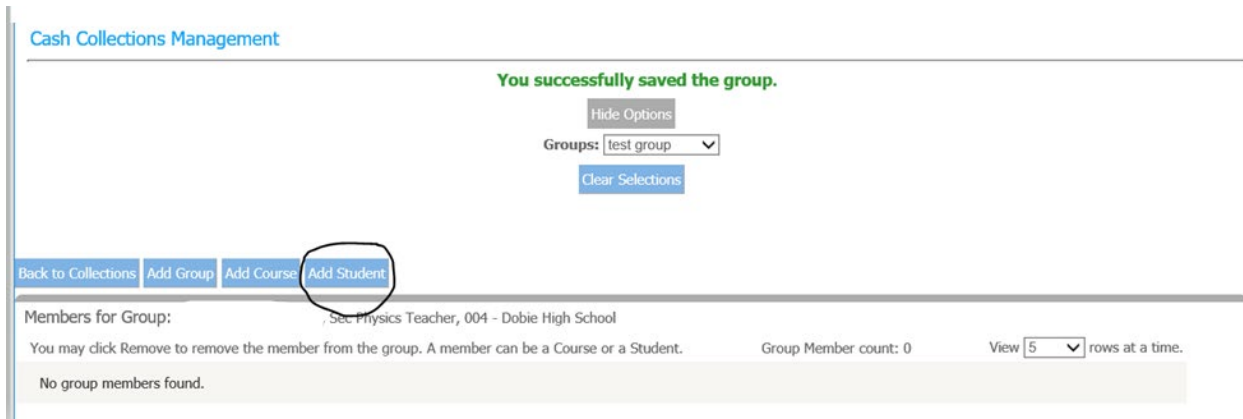 Cash Collections Management
You successfully saved the group.
Hide Options
Groups: test group
Clear Selections
Back to Collections Add Group Add Course Add Student
Members for Group: , Sec Physics Teacher, 004 - Dobie High School
You may click Remove to remove the member from the group. A member can be a Course or a Student. Group Member count: 0 View 5 rows at a time.
No group members found.